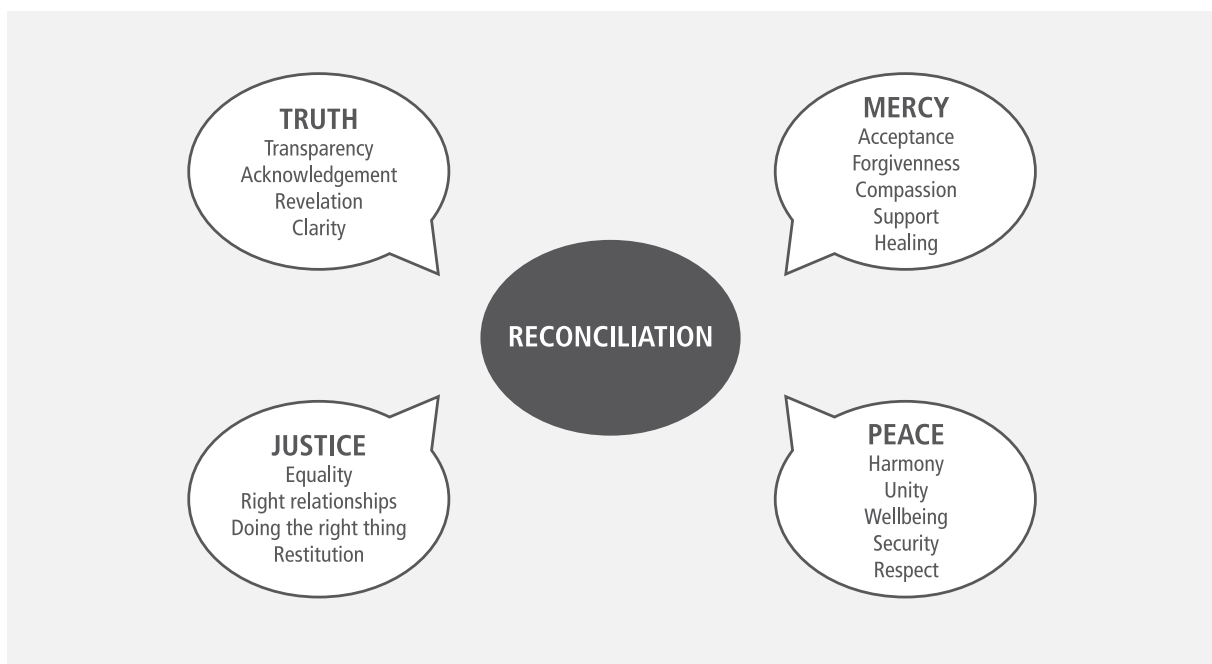 TRUTH
Transparency
Acknowledgement
Revelation
Clarity
MERCY
Acceptance
Forgivenness
Compassion
Support
Healing
RECONCILIATION
JUSTICE
Equality
Right relationships
Doing the right thing
Restitution
PEACE
Harmony
Unity
Wellbeing
Security
Respect